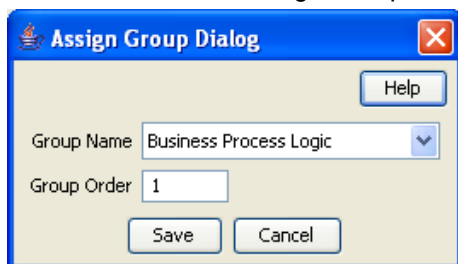 Assign Group Dialog
Help
Group Name Business Process Logic
Group Order 1
Save Cancel